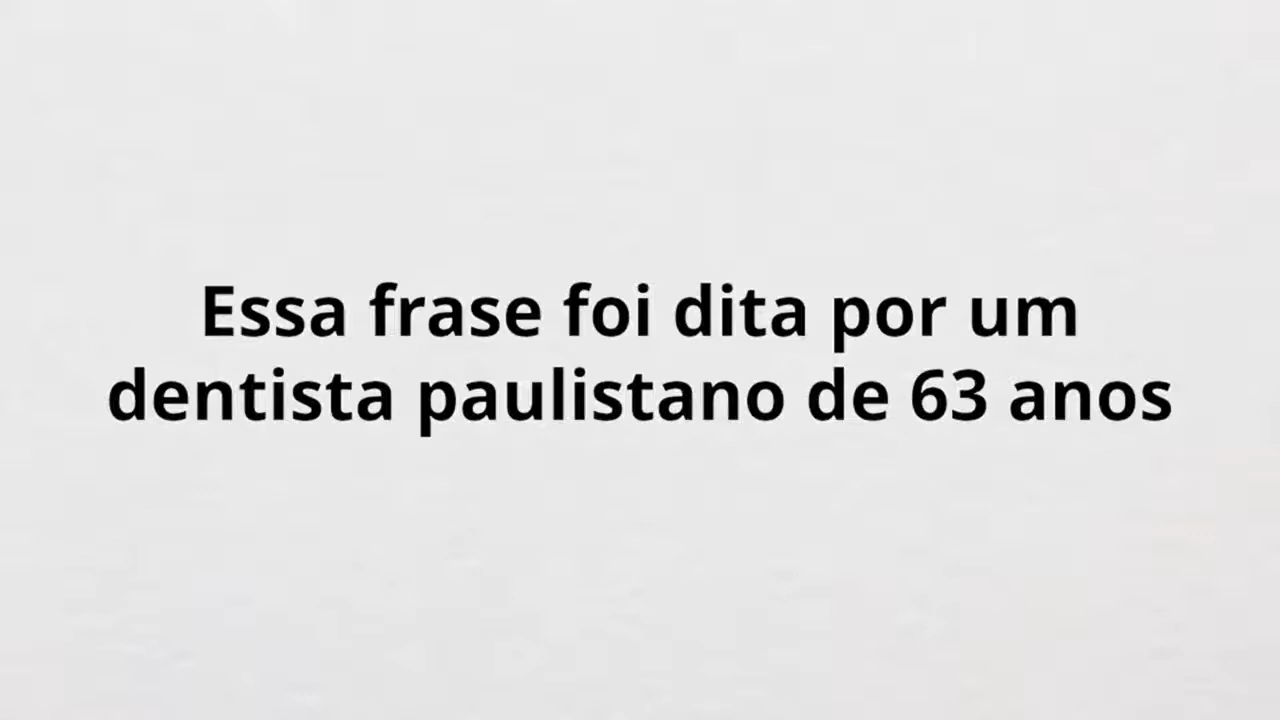 Essa frase foi dita por um
dentista paulistano de 63 anos